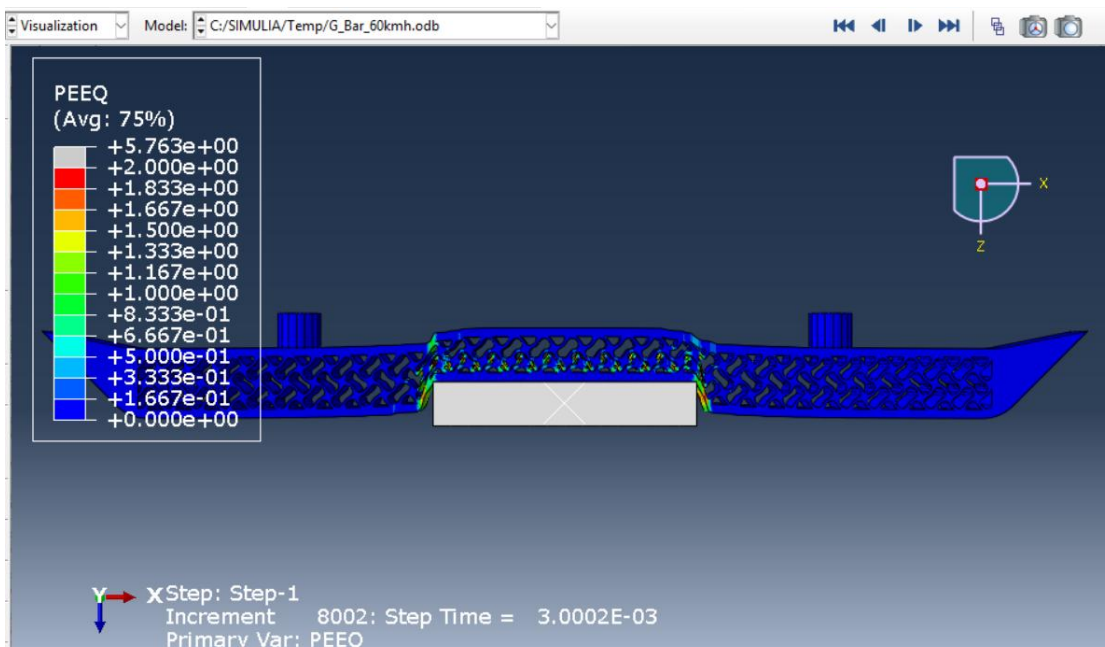 Visualization Model: C:/SIMULIA/Temp/G_Bar_60kmh.odb
PEEQ
(Avg: 75%)
+5.763e+00
+2.000e+00
+1.833e+00
+1.667e+00
+1.500e+00
+1.333e+00
+1.167e+00
+1.000e+00
+8.333e-01
+6.667e-01
+5.000e-01
+3.333e-01
+1.667e-01
+0.000e+00
X
Z
Y X Step: Step-1
Increment 8002: Step Time = 3.0002E-03
Primary Var: PEEQ